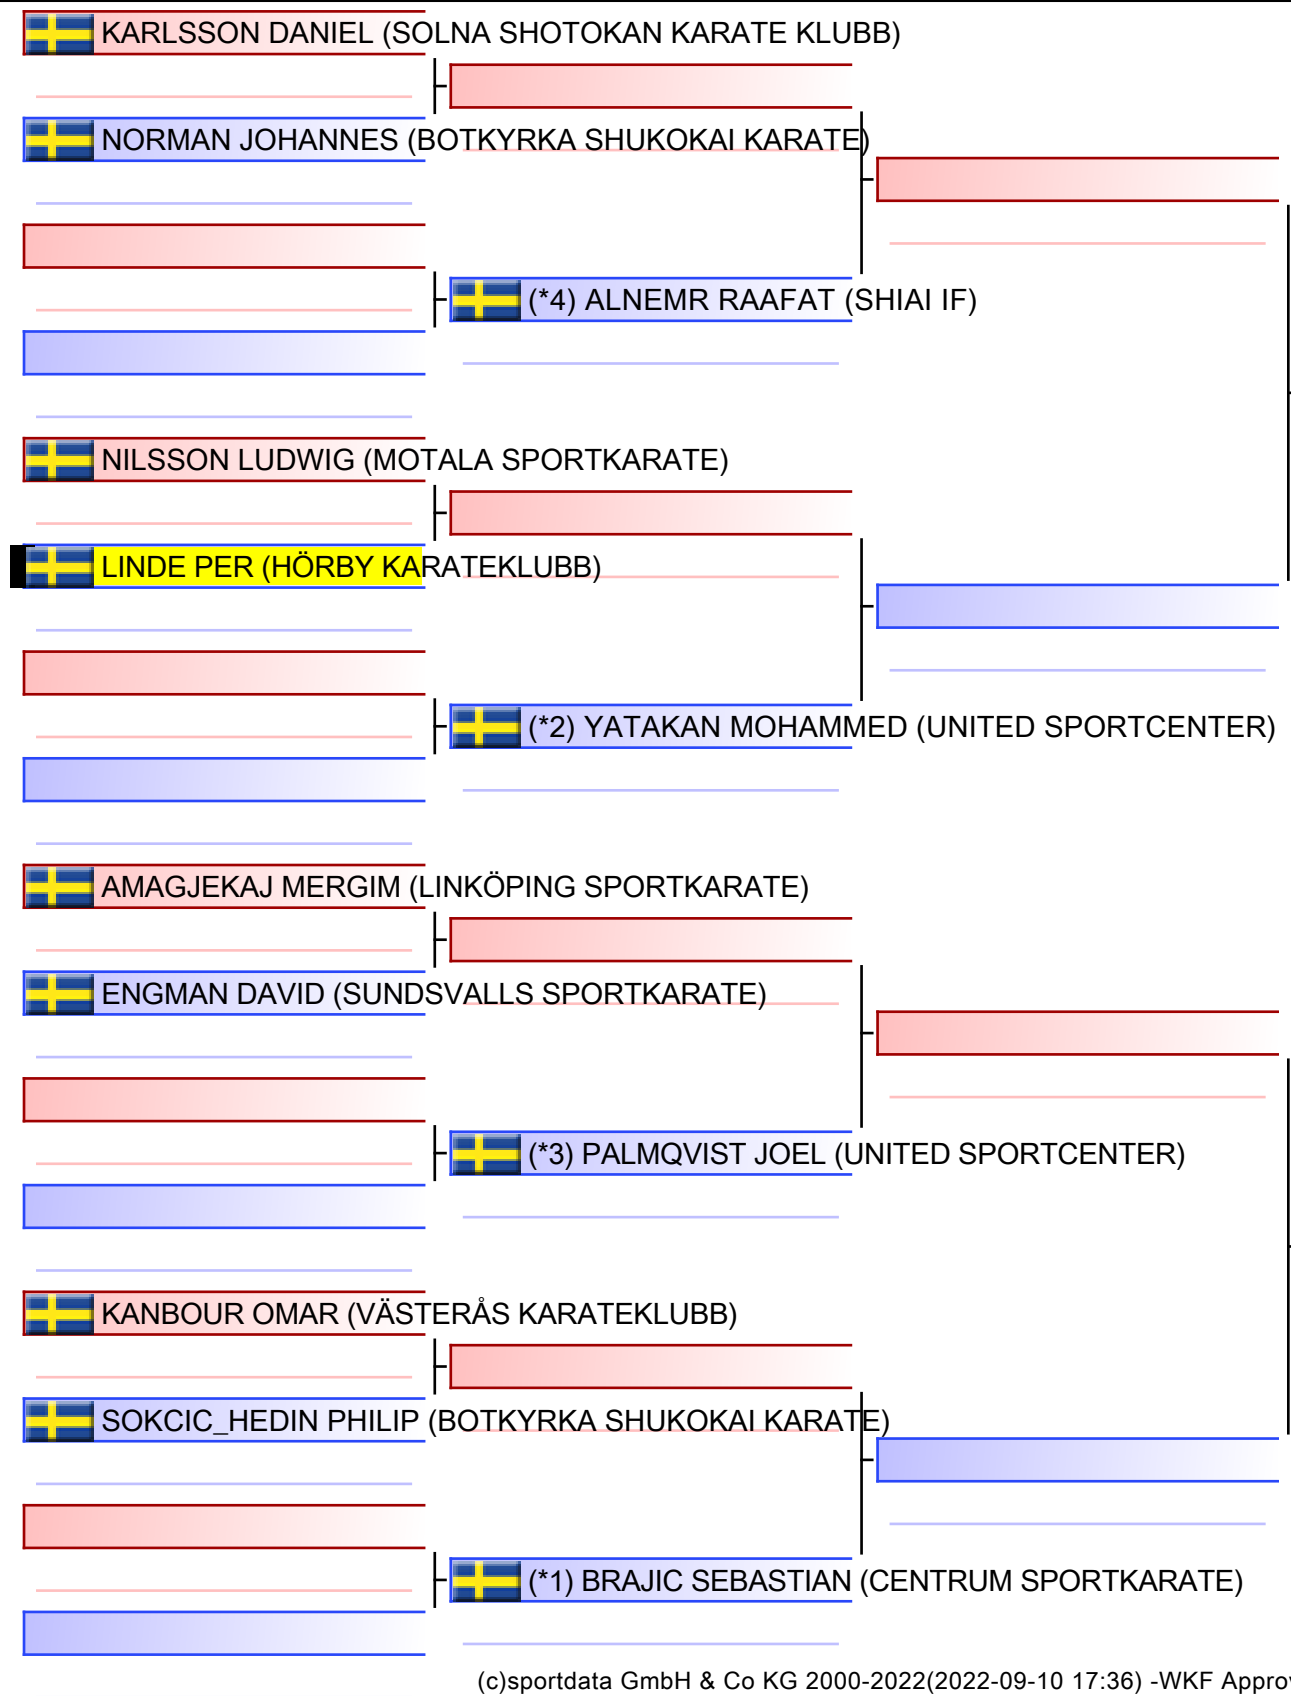 KARLSSON DANIEL (SOLNA SHOTOKAN KARATE KLUBB)
NORMAN JOHANNES (BOTKYRKA SHUKOKAI KARATE)
(*4) ALNEMR RAAFAT (SHIAI IF)
NILSSON LUDWIG (MOTALA SPORTKARATE)
LINDE PER (HÖRBY KARATEKLUBB)
(*2) YATAKAN MOHAMMED (UNITED SPORTCENTER)
AMAGJEKAJ MERGIM (LINKÖPING SPORTKARATE)
ENGMAN DAVID (SUNDSVALLS SPORTKARATE)
(*3) PALMQVIST JOEL (UNITED SPORTCENTER)
KANBOUR OMAR (VÄSTERÅS KARATEKLUBB)
SOKCIC_HEDIN PHILIP (BOTKYRKA SHUKOKAI KARATE)
(*1) BRAJIC SEBASTIAN (CENTRUM SPORTKARATE)
(c)sportdata GmbH & Co KG 2000-2022(2022-09-10 17:36) -WKF Approv